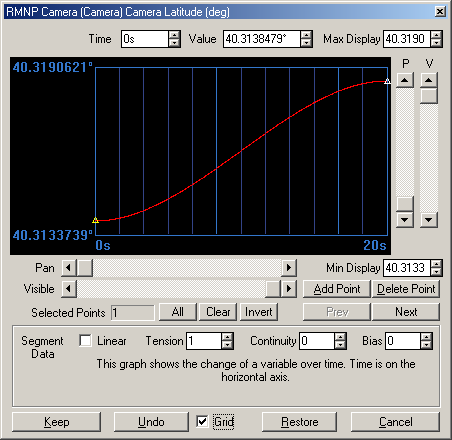 RMNP Camera (Camera) Camera Latitude (deg)
Time 0s Value 40.3138479° Max Display 40.3190
P V
40.3190621°
40.3133739°
0s 20s
Pan Min Display 40.3133
Visible Add Point Delete Point
Selected Points 1 All Clear Invert Prev Next
Segment Data Linear Tension 1 Continuity 0 Bias 0
This graph shows the change of a variable over time. Time is on the
horizontal axis.
Keep Undo Grid Restore Cancel